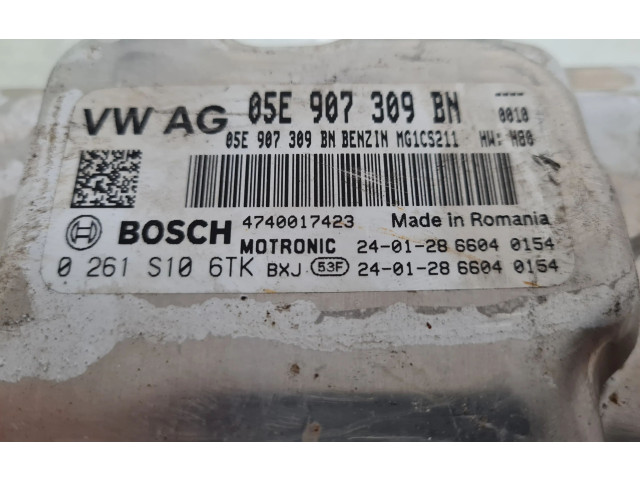 VW AG 05E 907 309 BN ----
0010
05E 907 309 BN BENZIN MG1CS211 HW: H80
BOSCH 4740017423 Made in Romania
MOTRONIC 24-01-28 6604 0154
0 261 S10 6TK BXJ 53F 24-01-28 6604 0154